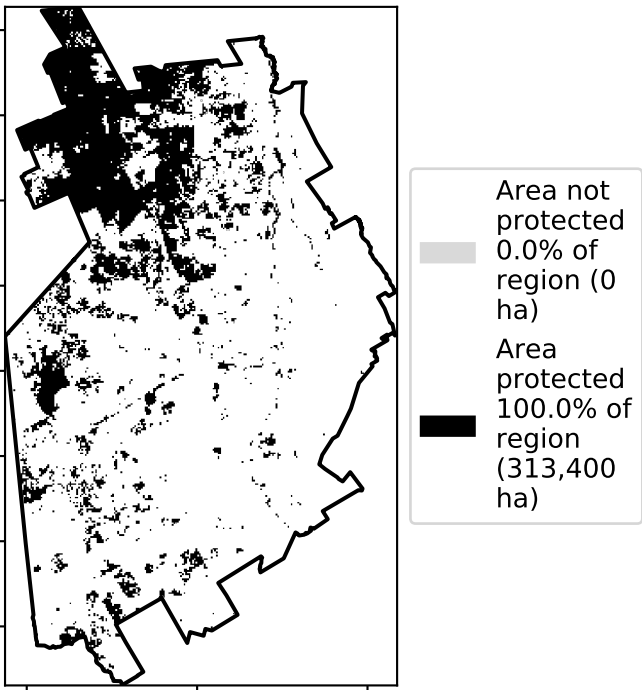 Area not
protected
0.0% of
region (0
ha)
Area
protected
100.0% of
region
(313,400
ha)